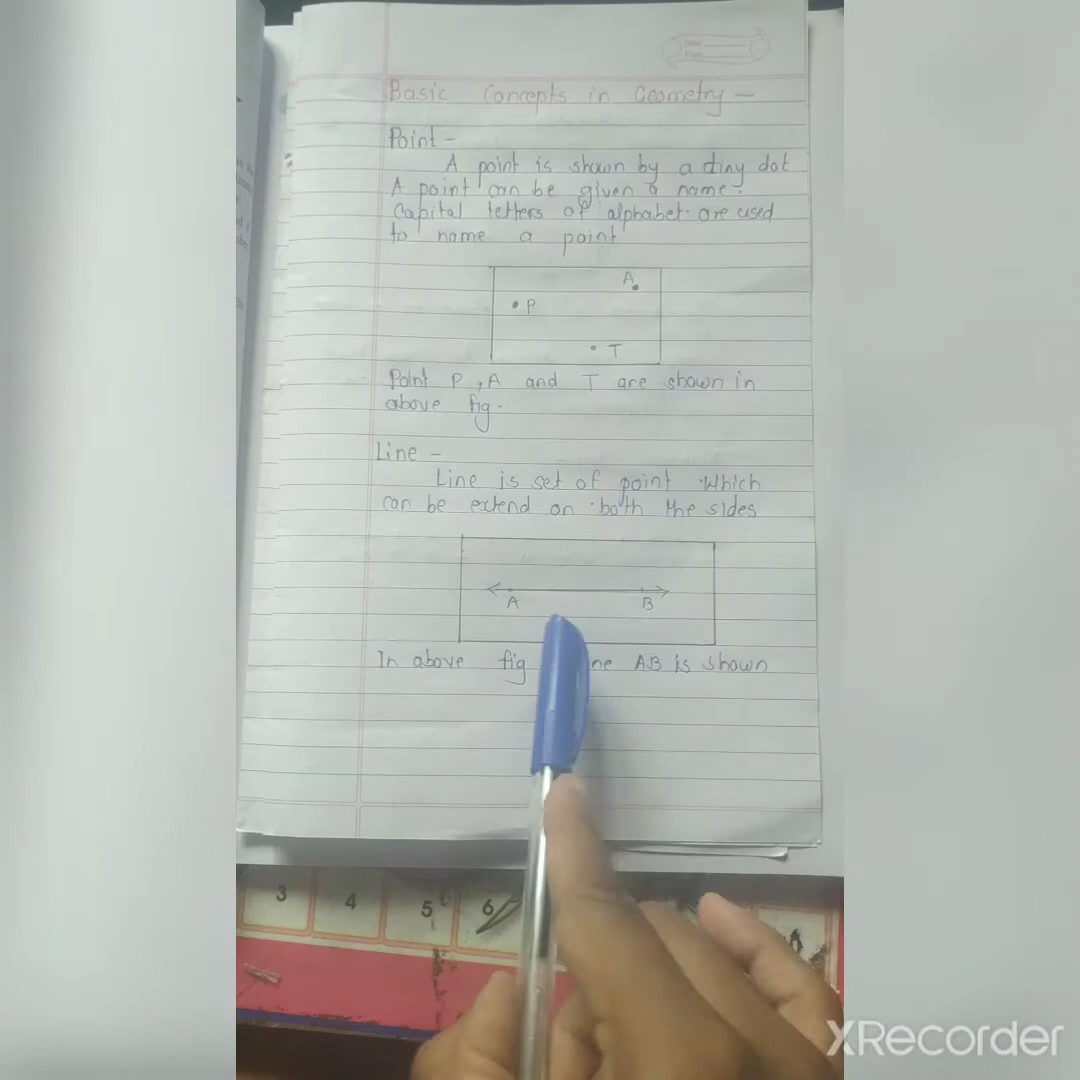 Basic Concepts in Geometry -
Point -
A point is shown by a tiny dot
A point can be given a name.
Capital letters of alphabet are used
to name a point
A
P
T
Point P, A and T are shown in
above fig.
Line -
Line is set of point which
can be extend on both the sides
A B
In above fig ne AB is shown
3 4 5 6
XRecorder